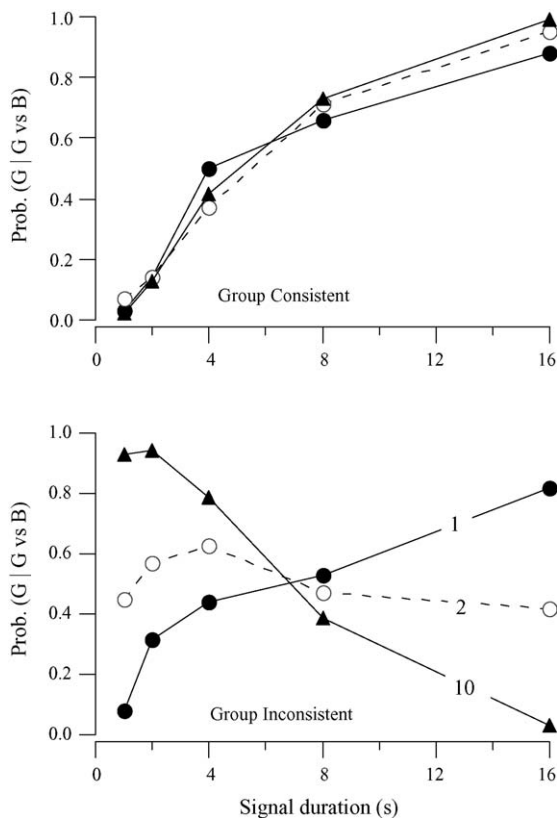 1.0
0.8
0.6
0.4
0.2
0.0
Prob. (G | G vs B)
Group Consistent
0 4 8 12 16
1.0
0.8
0.6
0.4
0.2
0.0
Prob. (G | G vs B)
1
2
10
Group Inconsistent
0 4 8 12 16
Signal duration (s)